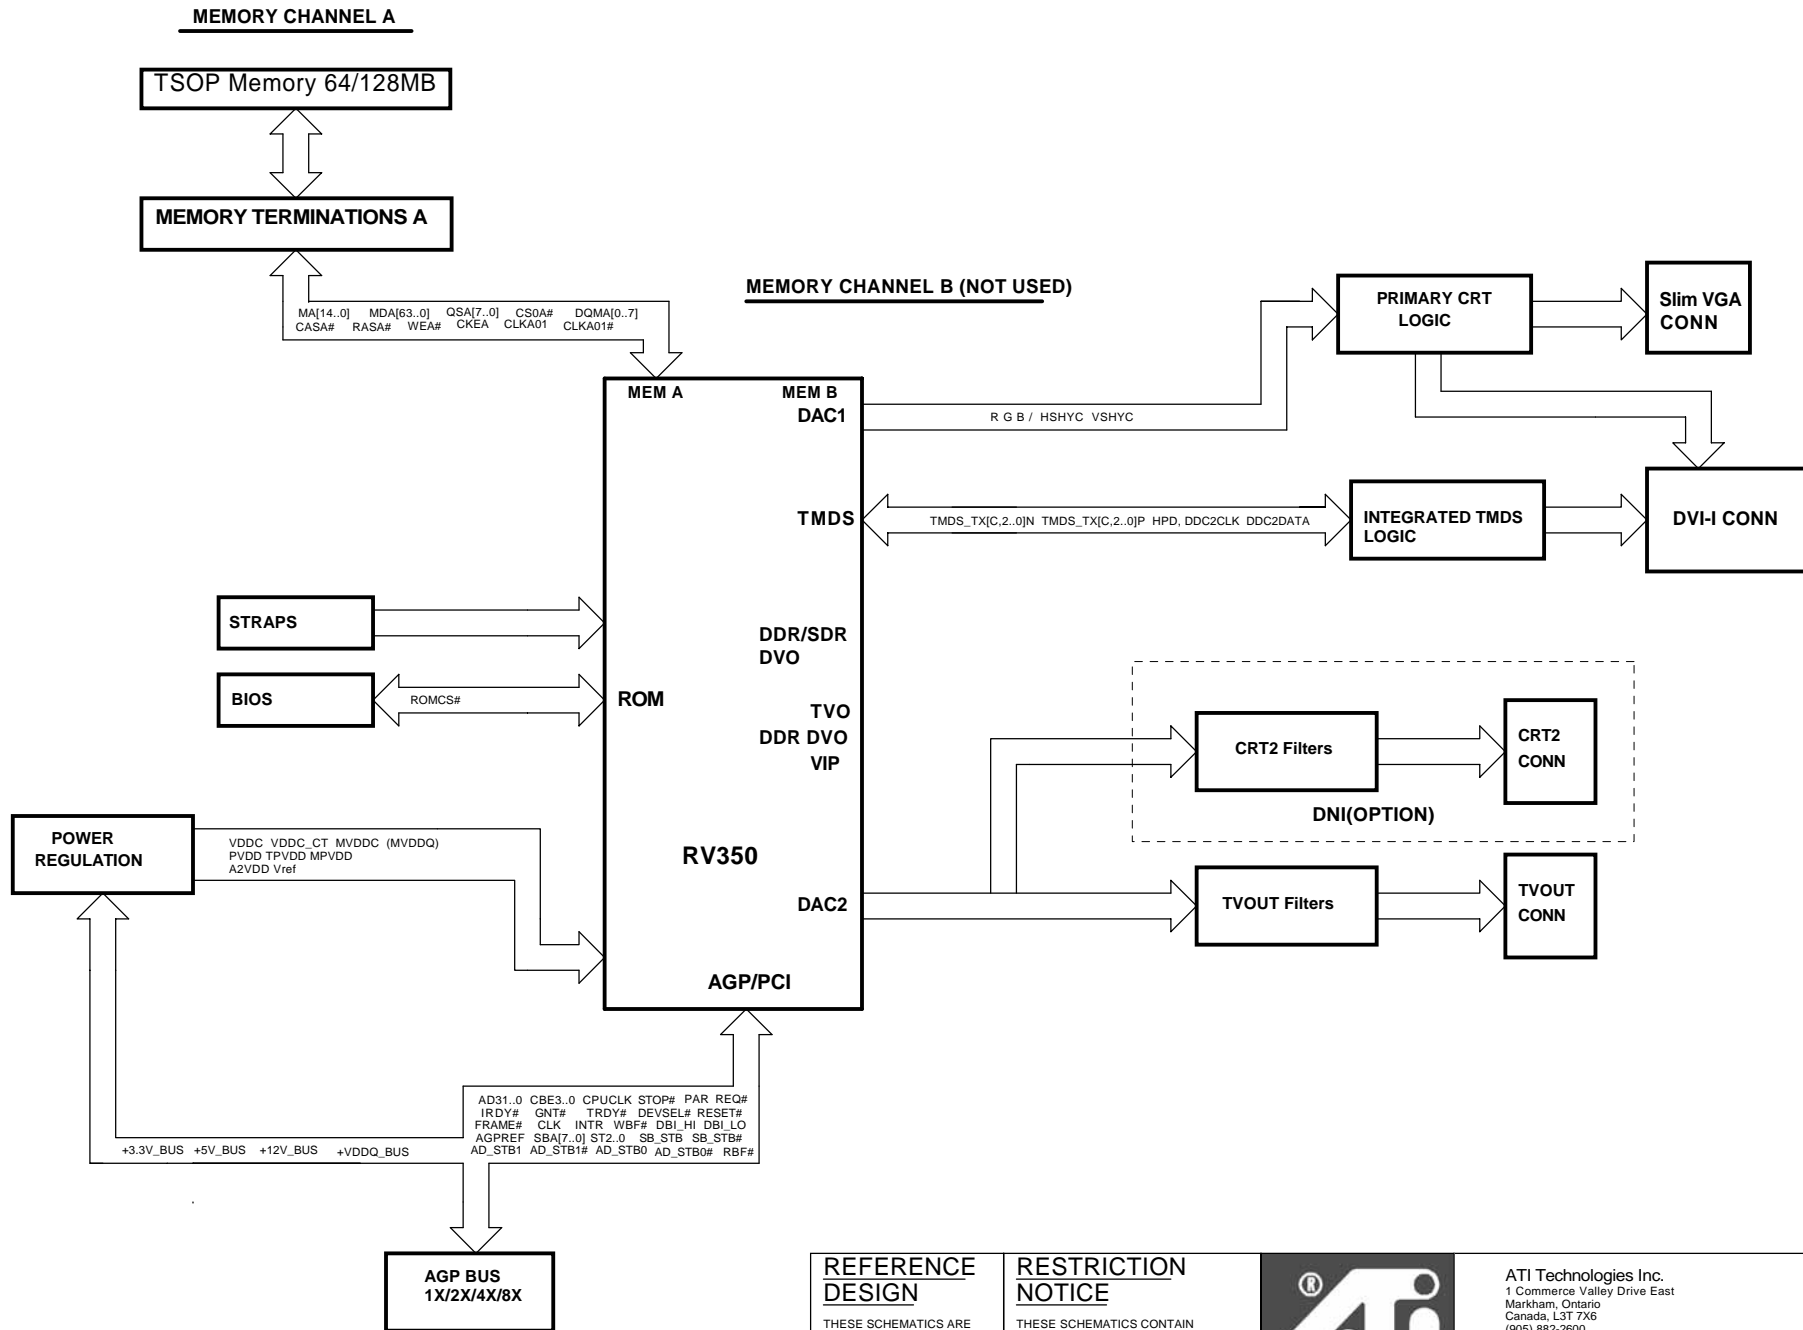 MEMORY CHANNEL A
TSOP Memory 64/128MB
MEMORY TERMINATIONS A
MA[14..0] MDA[63..0] QSA[7..0] CS0A# DQMA[0..7]
CASA# RASA# WEA# CKEA CLKA01 CLKA01#
MEMORY CHANNEL B (NOT USED)
PRIMARY CRT
LOGIC
Slim VGA
CONN
MEM A
MEM B
DAC1
R G B / HSHYC VSHYC
TMDS
TMDS_TX[C,2..0]N TMDS_TX[C,2..0]P HPD, DDC2CLK DDC2DATA
INTEGRATED TMDS
LOGIC
DVI-I CONN
STRAPS
DDR/SDR
DVO
BIOS
ROMCS#
ROM
TVO
DDR DVO
VIP
CRT2 Filters
CRT2
CONN
DNI(OPTION)
POWER
REGULATION
VDDC VDDC_CT MVDDC (MVDDQ)
PVDD TPVDD MPVDD
A2VDD Vref
RV350
DAC2
TVOUT Filters
TVOUT
CONN
AGP/PCI
AD31..0 CBE3..0 CPUCLK STOP# PAR REQ#
IRDY# GNT# TRDY# DEVSEL# RESET#
FRAME# CLK INTR WBF# DBI_HI DBI_LO
AGPREF SBA[7..0] ST2..0 SB_STB SB_STB#
AD_STB1 AD_STB1# AD_STB0 AD_STB0# RBF#
+3.3V_BUS +5V_BUS +12V_BUS +VDDQ_BUS
AGP BUS
1X/2X/4X/8X
REFERENCE
DESIGN
THESE SCHEMATICS ARE
RESTRICTION
NOTICE
THESE SCHEMATICS CONTAIN
® ATi
ATI Technologies Inc.
1 Commerce Valley Drive East
Markham, Ontario
Canada, L3T 7X6
(905) 882-2600